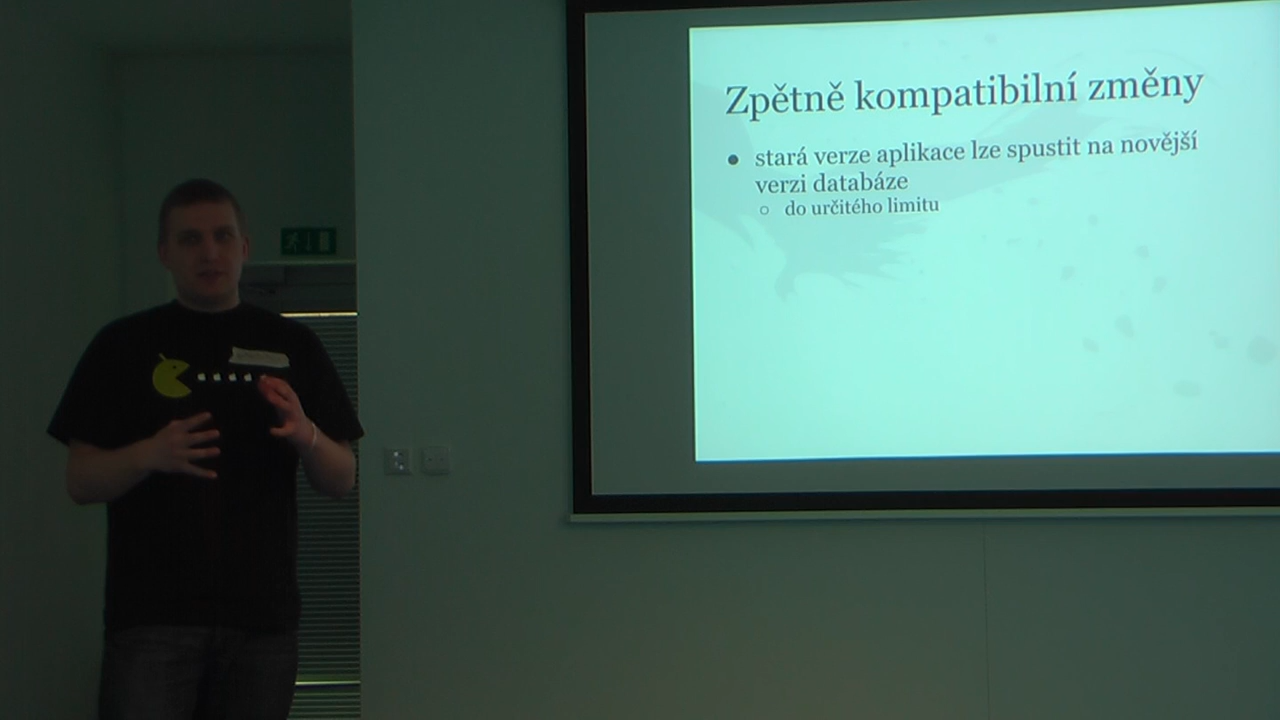 Zpětně kompatibilní změny
stará verze aplikace lze spustit na novější
verzi databáze
do určitého limitu